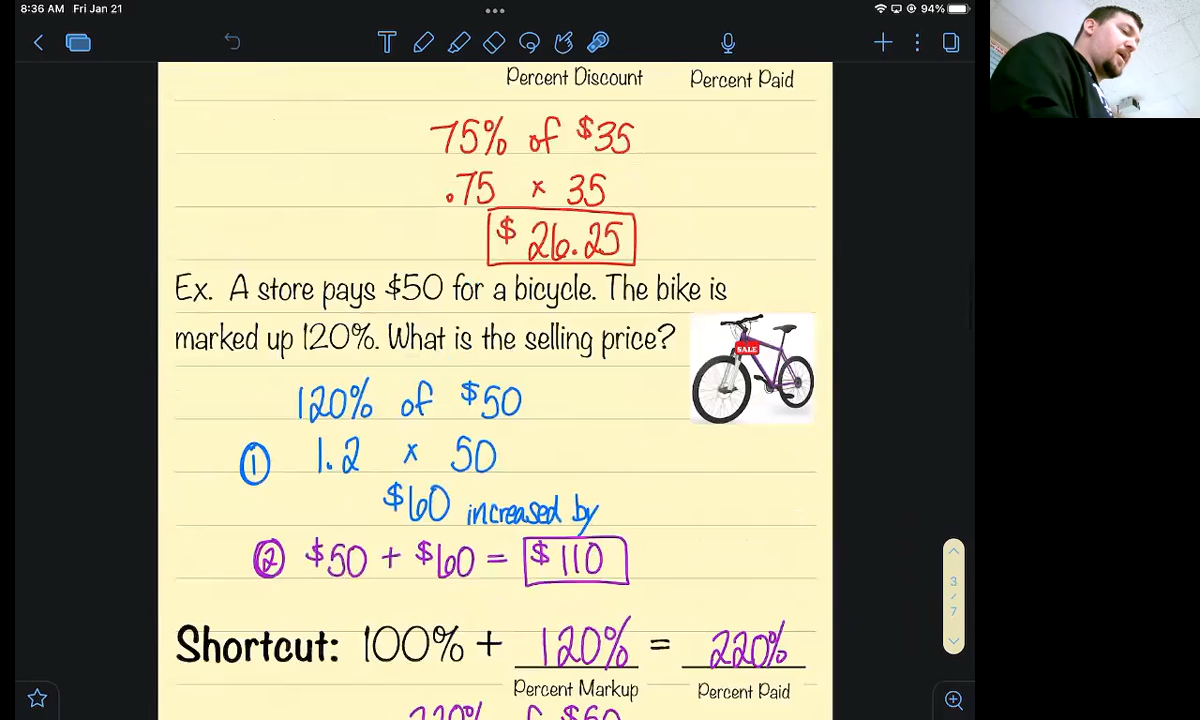 8:36 AM Fri Jan 21
94%
T
Percent Discount Percent Paid
75% of $35
.75 x 35
$ 26.25
Ex. A store pays $50 for a bicycle. The bike is
marked up 120%. What is the selling price?
SALE
120% of $50
1 1.2 x 50
$60 increased by
2 $50 + $60 = $110
Shortcut: 100% + 120% = 220%
Percent Markup Percent Paid
220% of $50
3
/
7